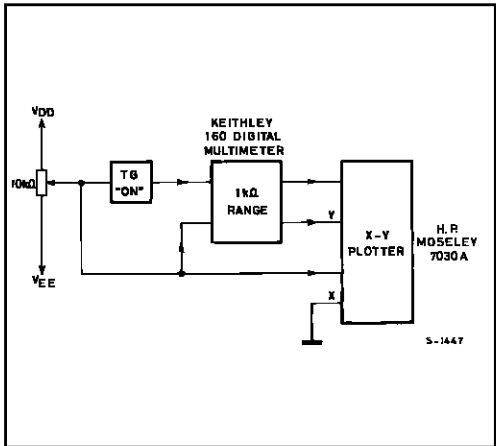 VDD
10kΩ
VEE
TG
"ON"
KEITHLEY
160 DIGITAL
MULTIMETER
1kΩ
RANGE
Y
X-Y
PLOTTER
X
H.P.
MOSELEY
7030A
S-1447